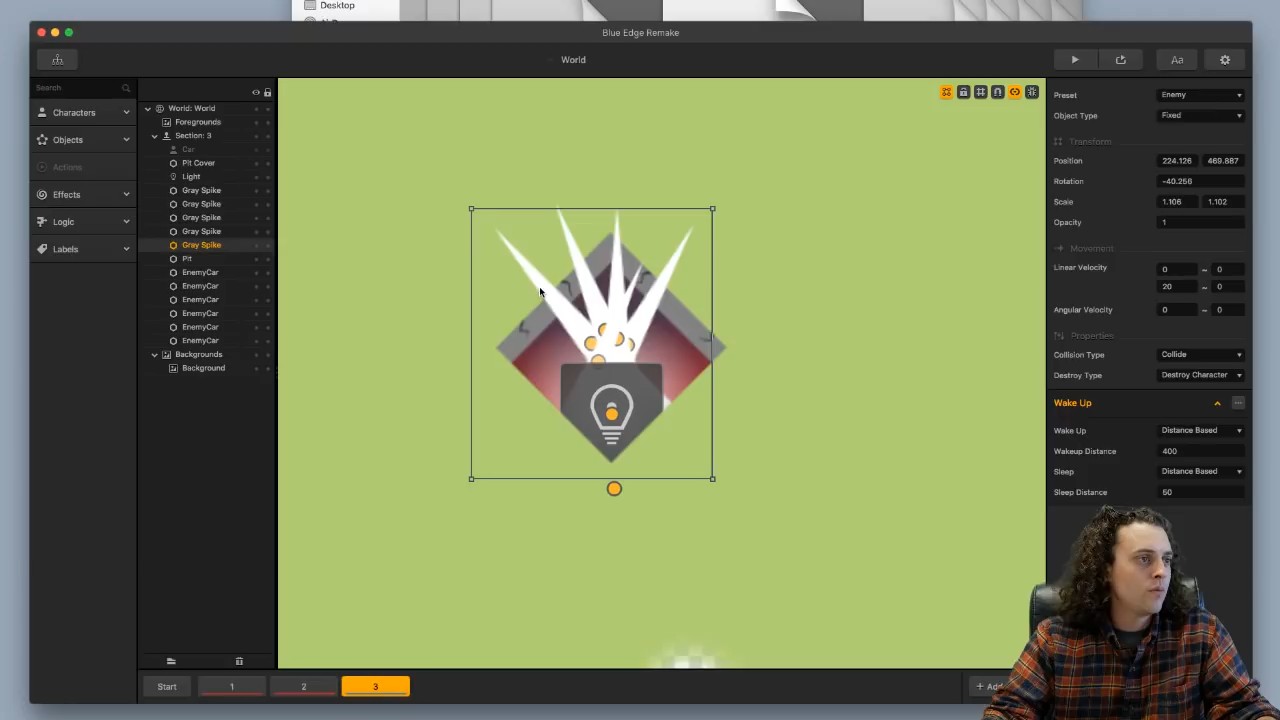 Desktop
Blue Edge Remake
World
Aa
Search
Characters
Objects
Actions
Effects
Logic
Labels
World: World
Foregrounds
Section: 3
Car
Pit Cover
Light
Gray Spike
Gray Spike
Gray Spike
Gray Spike
Gray Spike
Pit
EnemyCar
EnemyCar
EnemyCar
EnemyCar
EnemyCar
EnemyCar
Backgrounds
Background
Preset Enemy
Object Type Fixed
Transform
Position 224.126 469.887
Rotation -40.256
Scale 1.106 1.102
Opacity 1
Movement
Linear Velocity 0 ~ 0
20 ~ 0
Angular Velocity 0 ~ 0
Properties
Collision Type Collide
Destroy Type Destroy Character
Wake Up
Wake Up Distance Based
Wakeup Distance 400
Sleep Distance Based
Sleep Distance 50
Start 1 2 3
+ Add